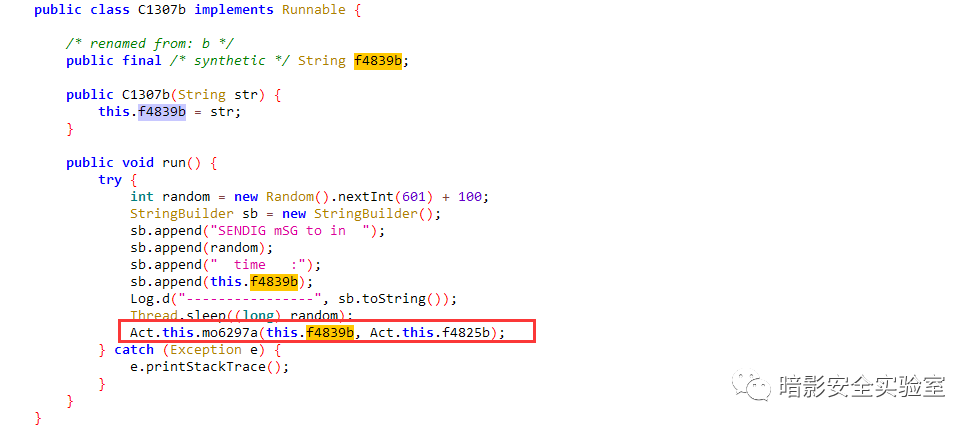 public class C1307b implements Runnable {
/* renamed from: b */
public final /* synthetic */ String f4839b;
public C1307b(String str) {
this.f4839b = str;
}
public void run() {
try {
int random = new Random().nextInt(601) + 100;
StringBuilder sb = new StringBuilder();
sb.append("SENDIG mSG to in  ");
sb.append(random);
sb.append("  time   :");
sb.append(this.f4839b);
Log.d("----------------", sb.toString());
Thread.sleep((long) random);
Act.this.mo6297a(this.f4839b, Act.this.f4825b);
} catch (Exception e) {
e.printStackTrace();
}
}
}
暗影安全实验室